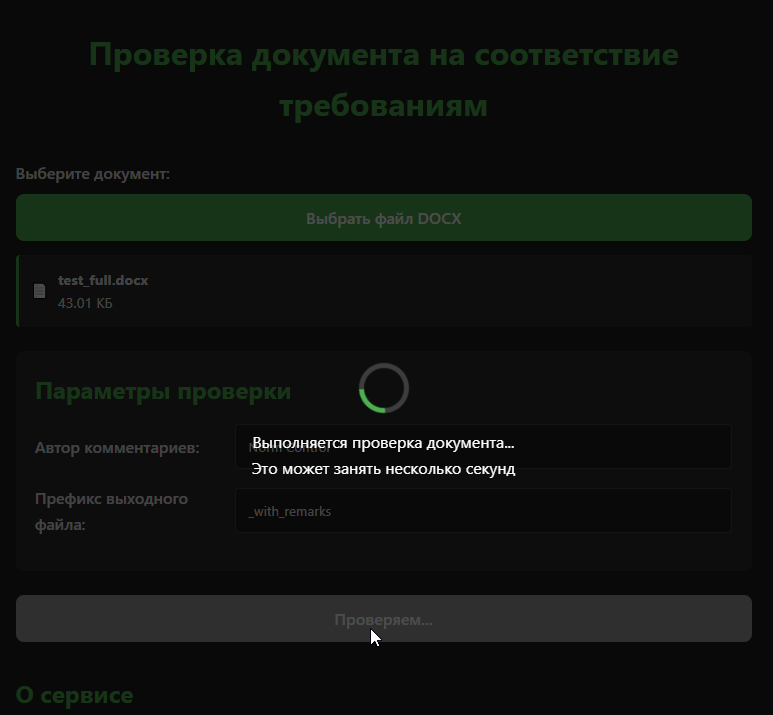 Проверка документа на соответствие
требованиям
Выберите документ:
Выбрать файл DOCX
test_full.docx
43.01 КБ
Параметры проверки
Автор комментариев:
Norm Control
Выполняется проверка документа...
Это может занять несколько секунд
Префикс выходного
файла:
_with_remarks
Проверяем...
О сервисе